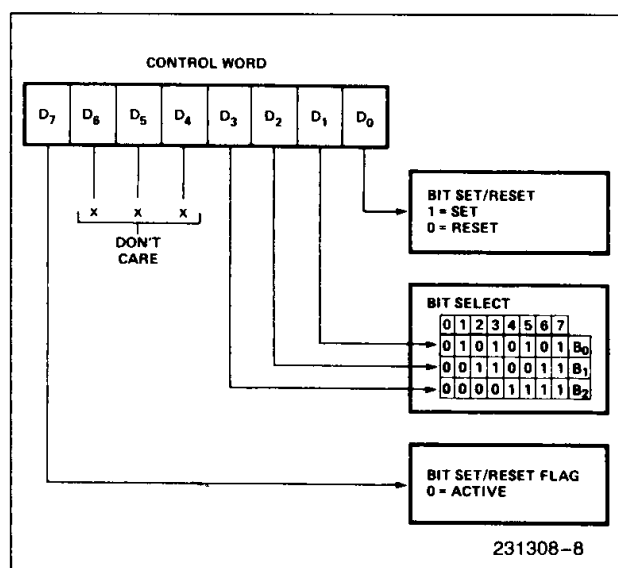 CONTROL WORD
D7 D6 D5 D4 D3 D2 D1 D0
BIT SET/RESET
1 = SET
0 = RESET
X X X
DON'T
CARE
BIT SELECT
0 1 2 3 4 5 6 7
0 1 0 1 0 1 0 1 B0
0 0 1 1 0 0 1 1 B1
0 0 0 0 1 1 1 1 B2
BIT SET/RESET FLAG
0 = ACTIVE
231308-8